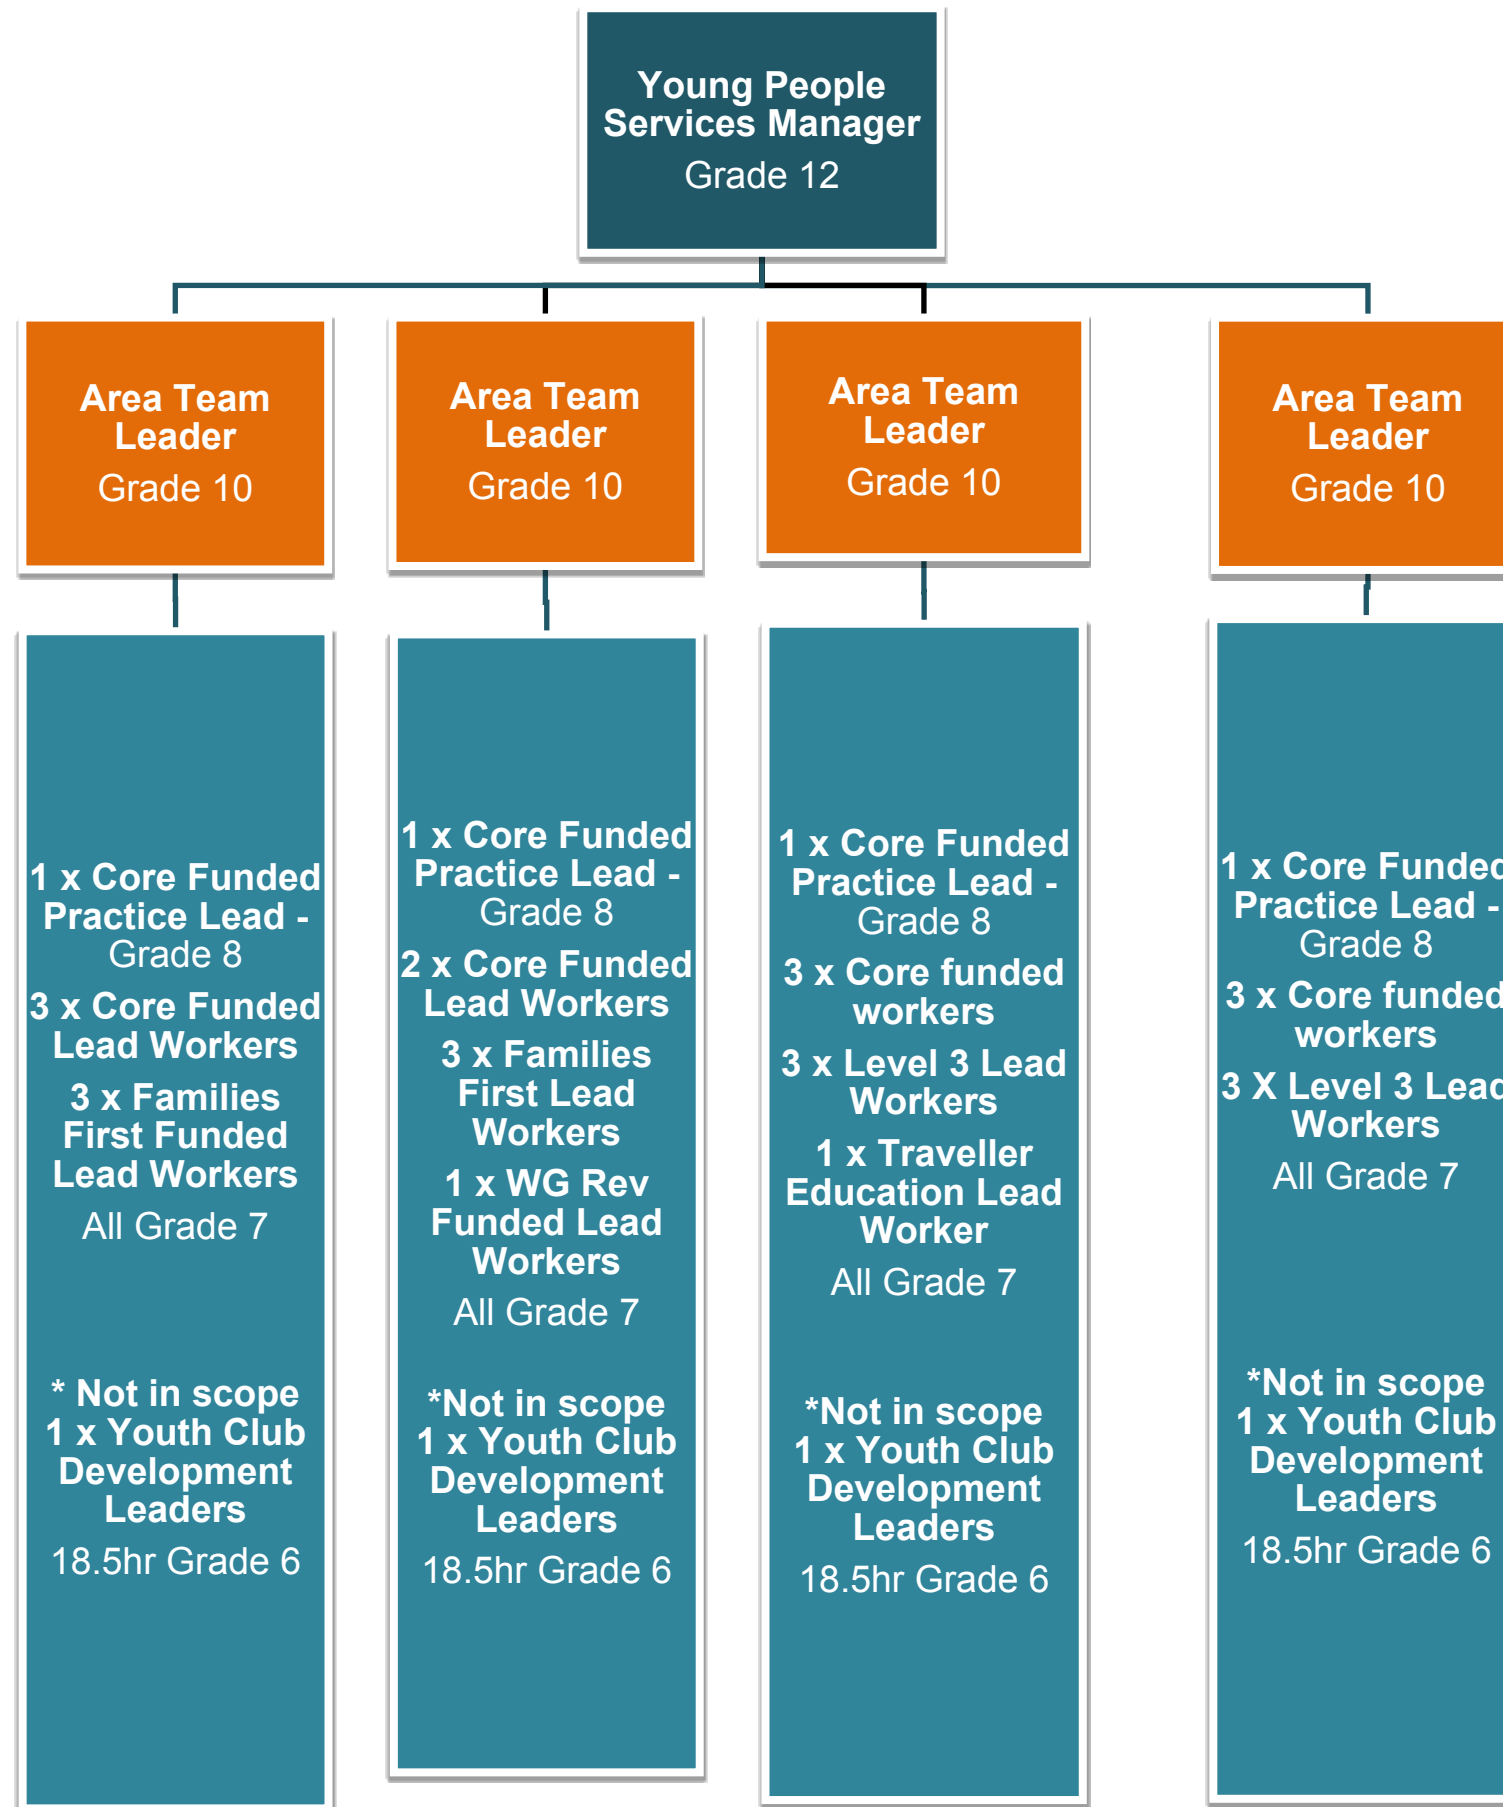 Young People
Services Manager
Grade 12
Area Team
Leader
Grade 10
Area Team
Leader
Grade 10
Area Team
Leader
Grade 10
Area Team
Leader
Grade 10
1 x Core Funded
Practice Lead -
Grade 8
3 x Core Funded
Lead Workers
3 x Families
First Funded
Lead Workers
All Grade 7
* Not in scope
1 x Youth Club
Development
Leaders
18.5hr Grade 6
1 x Core Funded
Practice Lead -
Grade 8
2 x Core Funded
Lead Workers
3 x Families
First Lead
Workers
1 x WG Rev
Funded Lead
Workers
All Grade 7
*Not in scope
1 x Youth Club
Development
Leaders
18.5hr Grade 6
1 x Core Funded
Practice Lead -
Grade 8
3 x Core funded
workers
3 x Level 3 Lead
Workers
1 x Traveller
Education Lead
Worker
All Grade 7
*Not in scope
1 x Youth Club
Development
Leaders
18.5hr Grade 6
1 x Core Funded
Practice Lead -
Grade 8
3 x Core funded
workers
3 X Level 3 Lead
Workers
All Grade 7
*Not in scope
1 x Youth Club
Development
Leaders
18.5hr Grade 6